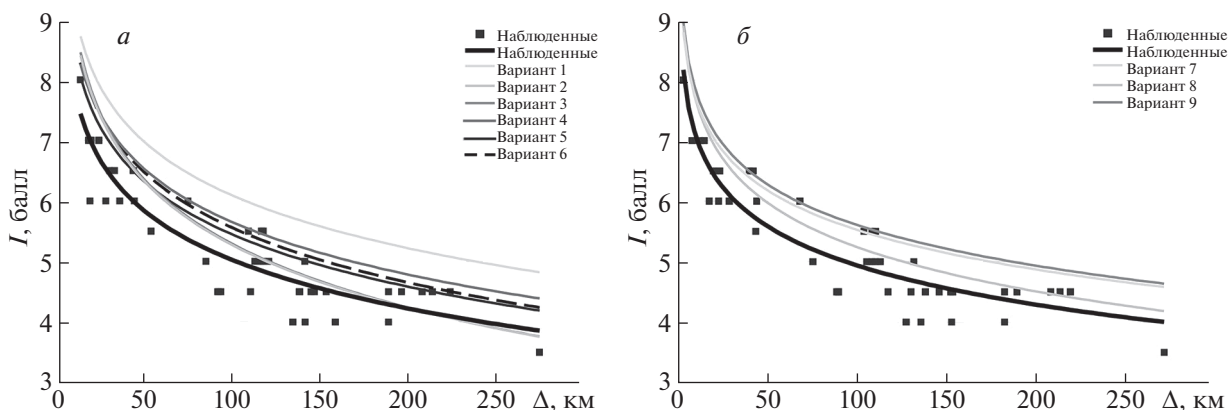 а
Наблюденные
Наблюденные
Вариант 1
Вариант 2
Вариант 3
Вариант 4
Вариант 5
Вариант 6
I, балл
9
8
7
6
5
4
3
0 50 100 150 200 250 Δ, км
б
Наблюденные
Наблюденные
Вариант 7
Вариант 8
Вариант 9
I, балл
9
8
7
6
5
4
3
0 50 100 150 200 250 Δ, км